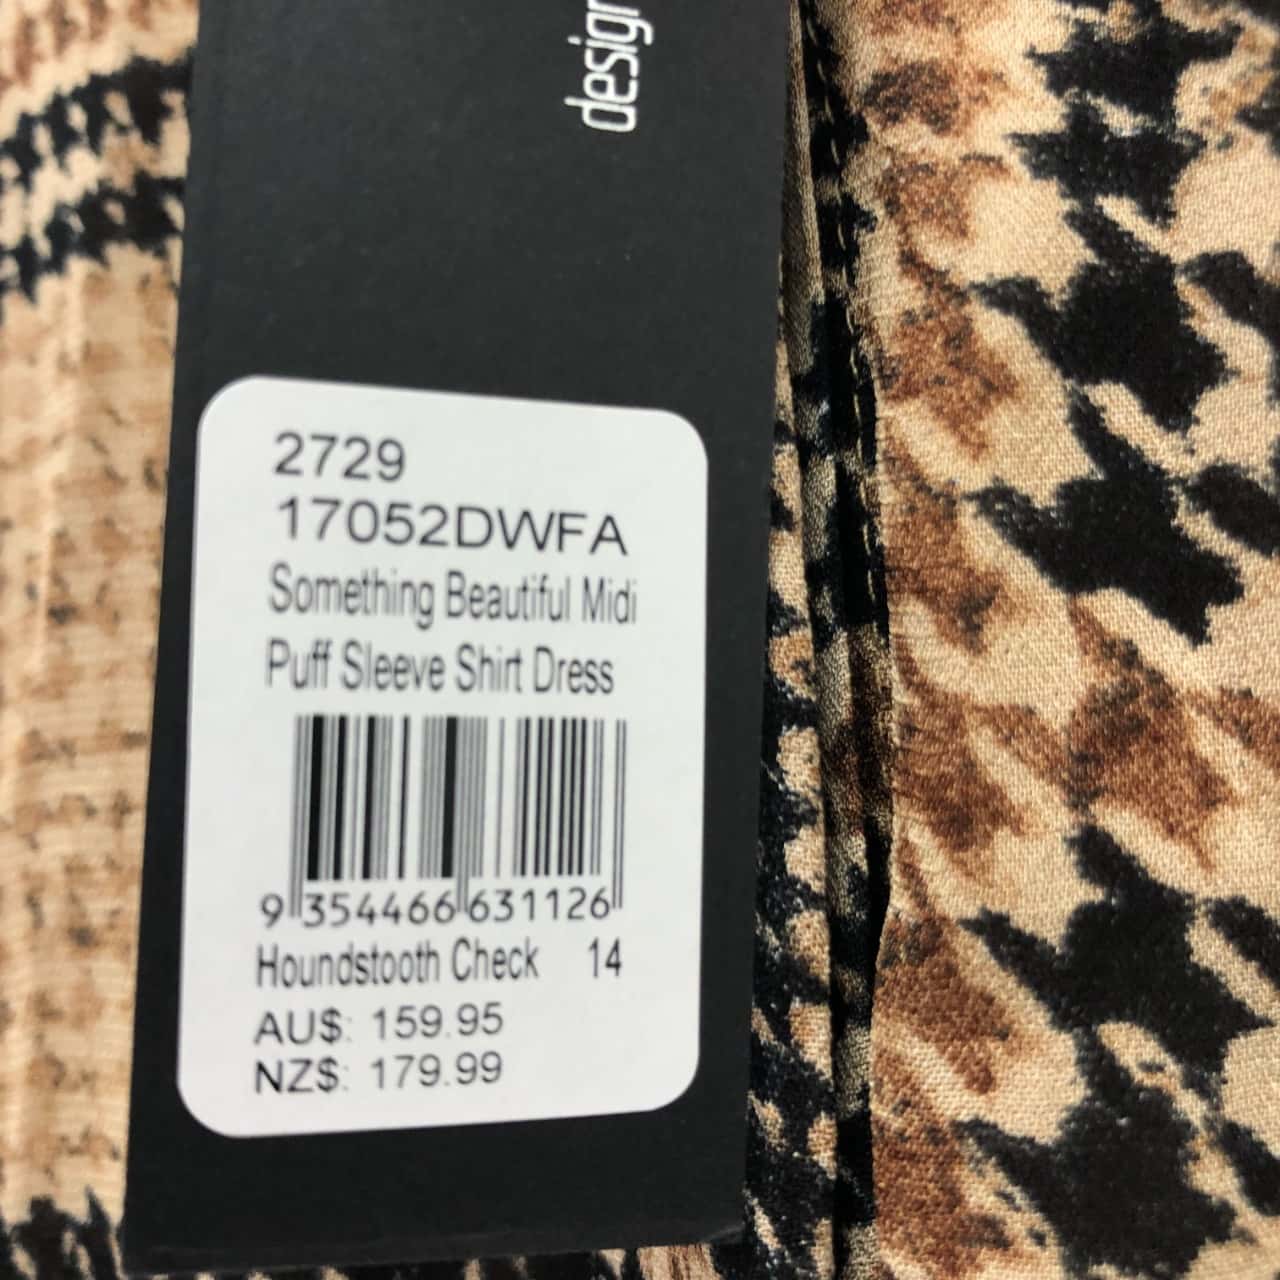 design
2729
17052DWFA
Something Beautiful Midi
Puff Sleeve Shirt Dress
9 354466 631126
Houndstooth Check 14
AU$: 159.95
NZ$: 179.99